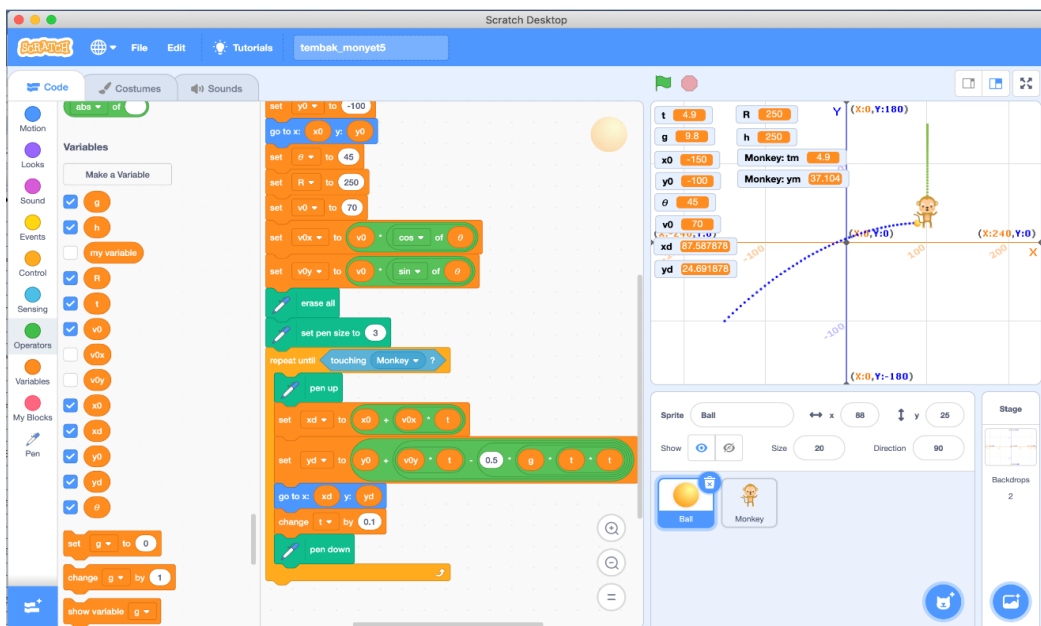 Scratch Desktop
SCRATCH File Edit Tutorials tembak_monyet5
Code Costumes Sounds
Motion
Looks
Sound
Events
Control
Sensing
Operators
Variables
My Blocks
Pen
abs of
Variables
Make a Variable
g
h
my variable
R
t
v0
v0x
v0y
x0
xd
y0
yd
θ
set g to 0
change g by 1
show variable g
set y0 to -100
go to x: x0 y: y0
set θ to 45
set R to 250
set v0 to 70
set v0x to v0 * cos of θ
set v0y to v0 * sin of θ
erase all
set pen size to 3
repeat until touching Monkey ?
pen up
set xd to x0 + v0x * t
set yd to y0 + v0y * t - 0.5 * g * t * t
go to x: xd y: yd
change t by 0.1
pen down
t 4.9
g 9.8
x0 -150
y0 -100
θ 45
v0 70
xd 87.587878
yd 24.691878
R 250
h 250
Monkey: tm 4.9
Monkey: ym 37.104
Y (X:0,Y:180)
(X:0,Y:0)
(X:240,Y:0)
X
-100
100
200
-100
(X:0,Y:-180)
Sprite Ball x 88 y 25
Show Size 20 Direction 90
Ball
Monkey
Stage
Backdrops
2